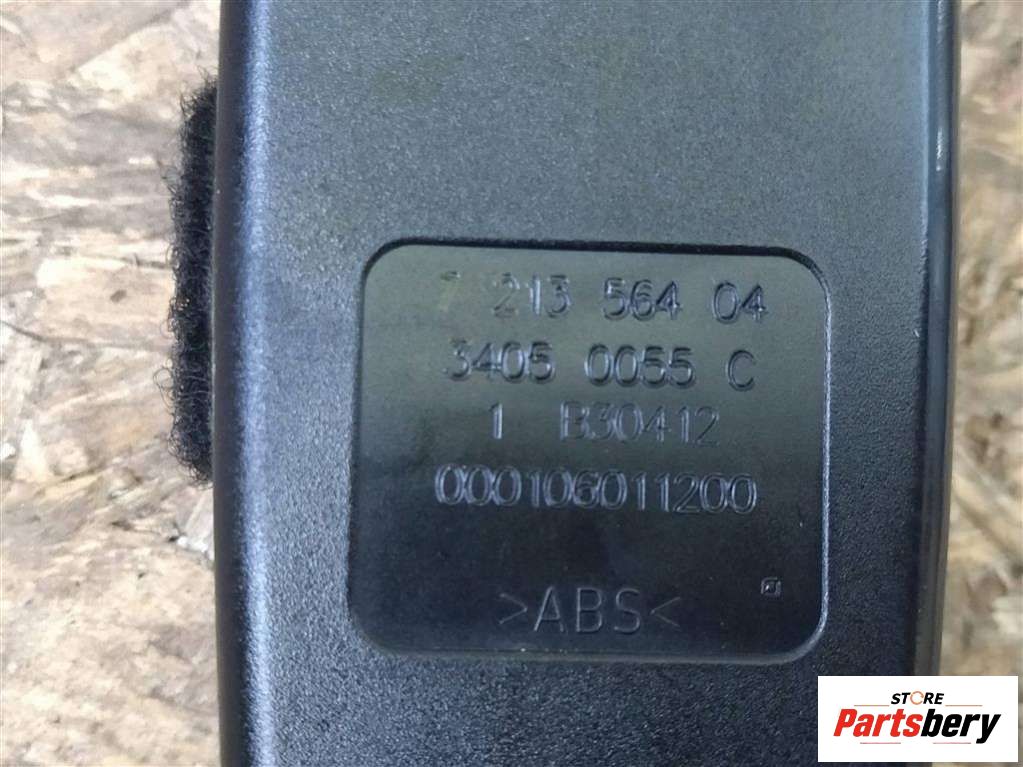 7 213 564 04
3405 0055 C
1 B30412
000106011200
>ABS<
STORE
Partsbery